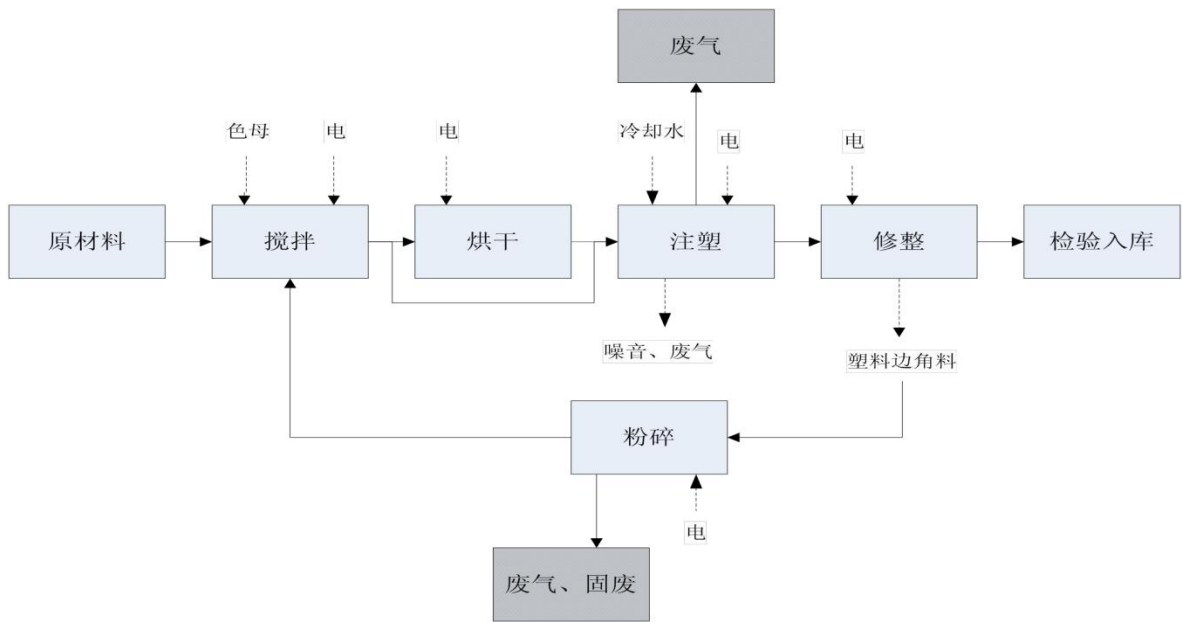 废气
色母
电
电
冷却水
电
电
原材料
搅拌
烘干
注塑
修整
检验入库
噪音、废气
塑料边角料
粉碎
电
废气、固废